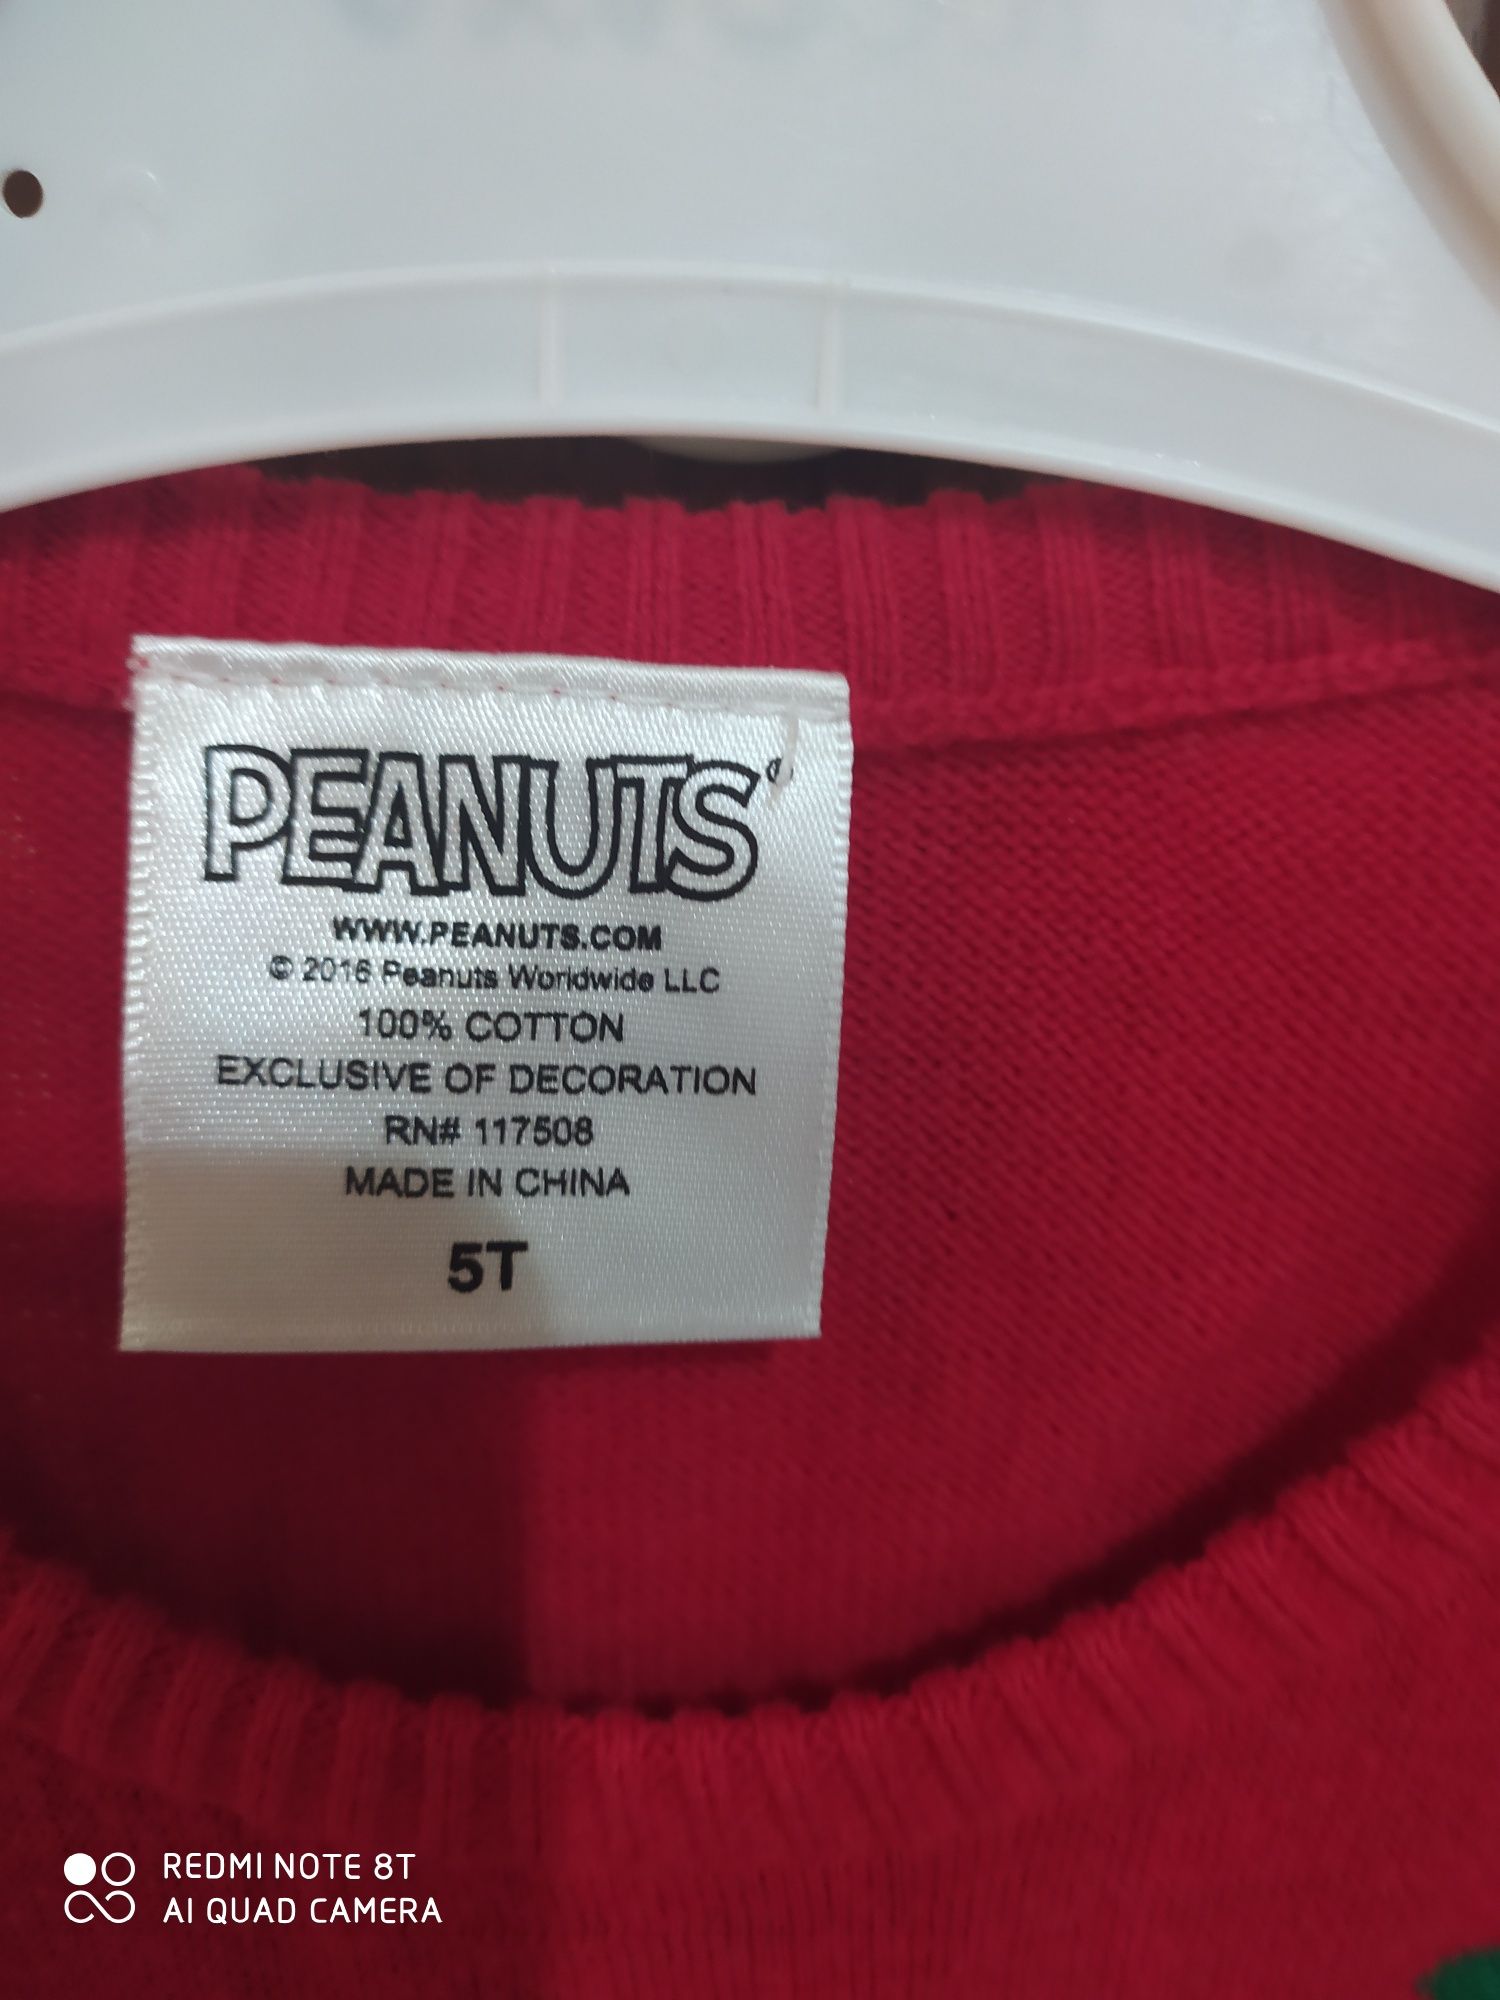 PEANUTS®
WWW.PEANUTS.COM
© 2016 Peanuts Worldwide LLC
100% COTTON
EXCLUSIVE OF DECORATION
RN# 117508
MADE IN CHINA
5T
REDMI NOTE 8T
AI QUAD CAMERA